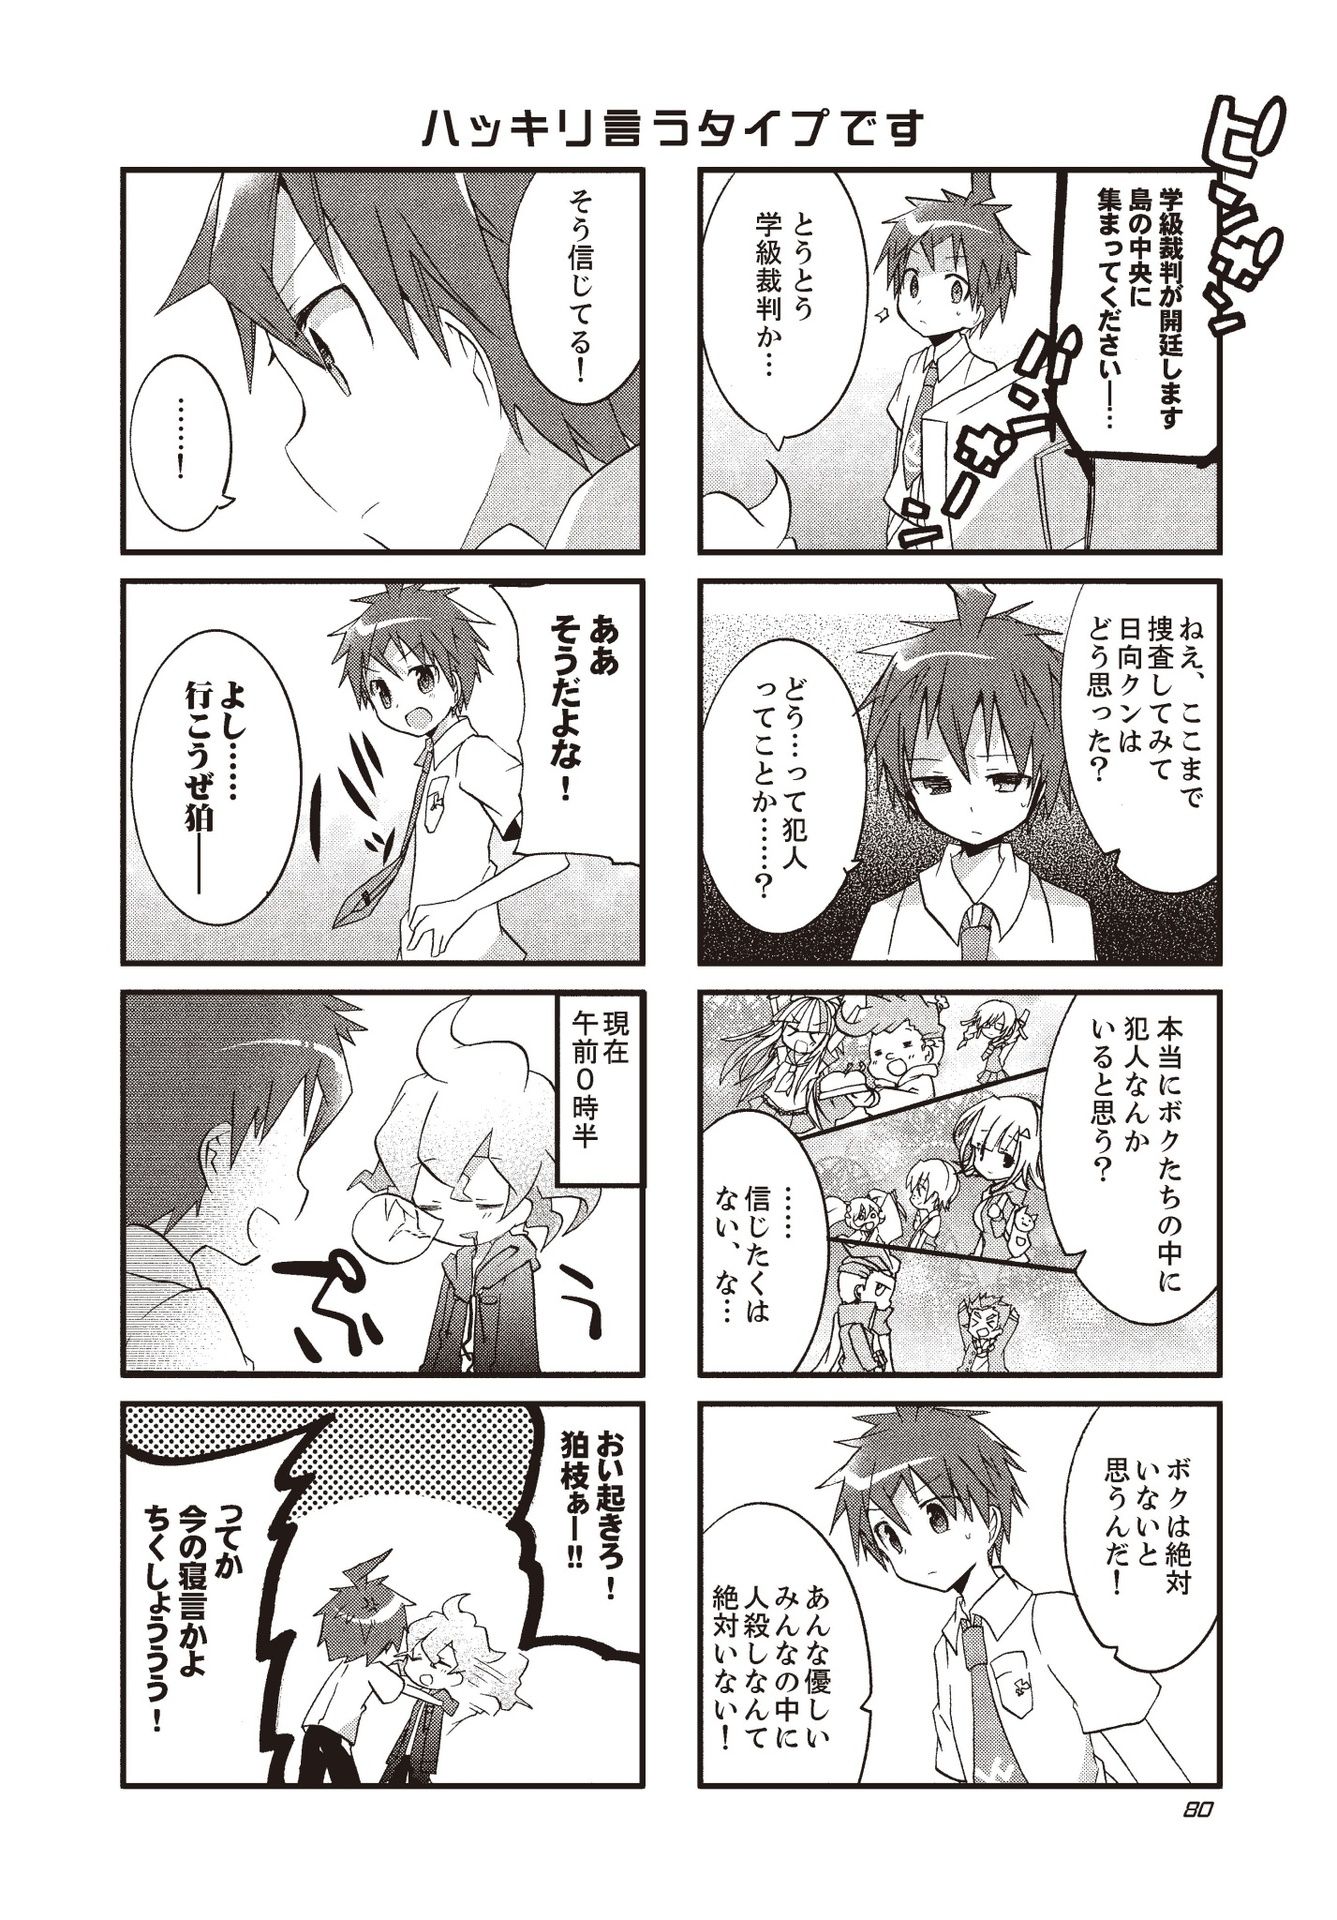 ハッキリ言うタイプです
ピンポン
学級裁判が開廷します
島の中央に
集まってください―…
ピンポーン
とうとう
学級裁判か…
ねえ、ここまで
捜査してみて
日向クンは
どう思った？
どう…って犯人
ってことか……？
本当にボクたちの中に
犯人なんか
いると思う？
……
信じたくは
ない、な…
ボクは絶対
いないと
思うんだ！
あんな優しい
みんなの中に
人殺しなんて
絶対いない！
そう信じてる！
……！
ああ
そうだよな！
よし……
行こうぜ狛――
バッ
現在
午前0時半
ぷぅ
おい起きろ！
狛枝ぁー!!
ってか
今の寝言かよ
ちくしょううう！
80